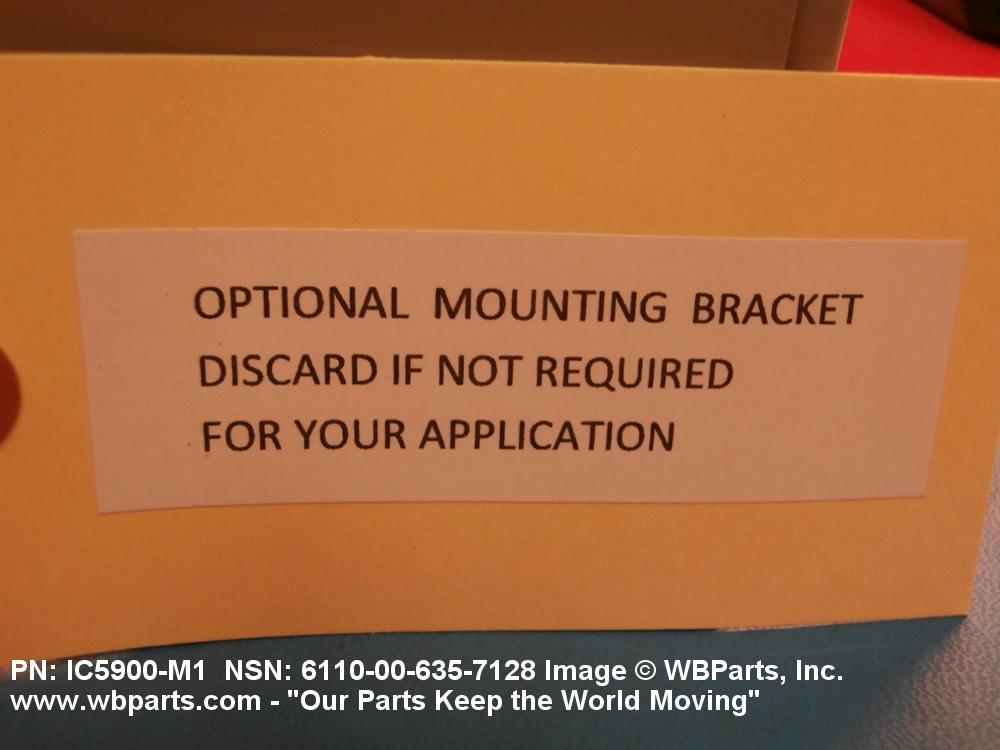 OPTIONAL MOUNTING BRACKET
DISCARD IF NOT REQUIRED
FOR YOUR APPLICATION
PN: IC5900-M1 NSN: 6110-00-635-7128 Image © WBParts, Inc.
www.wbparts.com - "Our Parts Keep the World Moving"